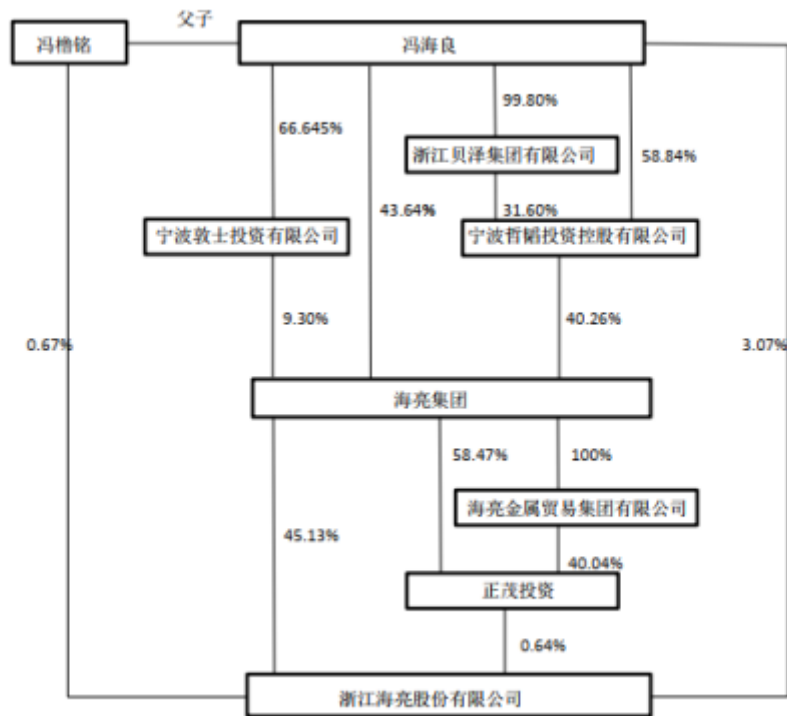 父子
冯橹铭
冯海良
99.80%
66.645%
浙江贝泽集团有限公司
58.84%
43.64%
31.60%
宁波敦士投资有限公司
宁波哲韬投资控股有限公司
9.30%
40.26%
0.67%
3.07%
海亮集团
58.47%
100%
海亮金属贸易集团有限公司
45.13%
40.04%
正茂投资
0.64%
浙江海亮股份有限公司